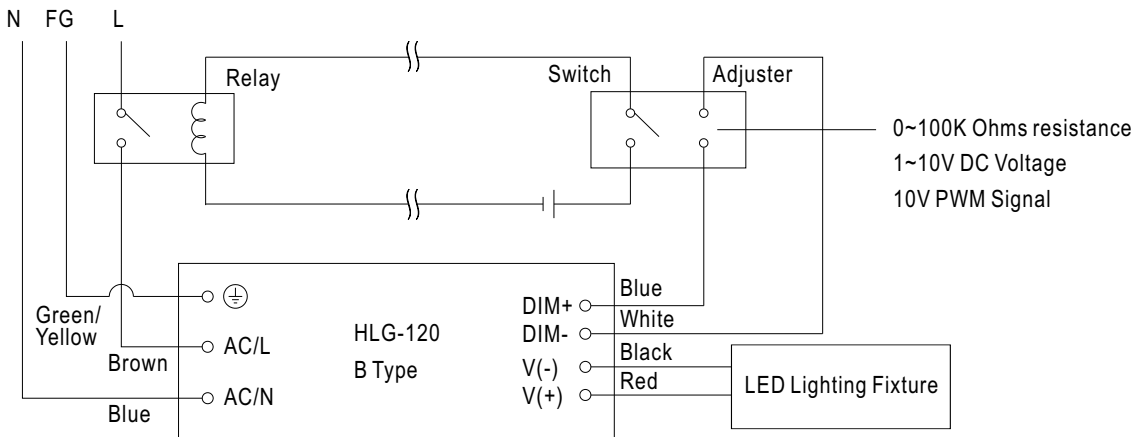 N FG L
Relay
Switch
Adjuster
0~100K Ohms resistance
1~10V DC Voltage
10V PWM Signal
Green/
Yellow
Brown
Blue
AC/L
AC/N
HLG-120
B Type
DIM+
DIM-
V(-)
V(+)
Blue
White
Black
Red
LED Lighting Fixture